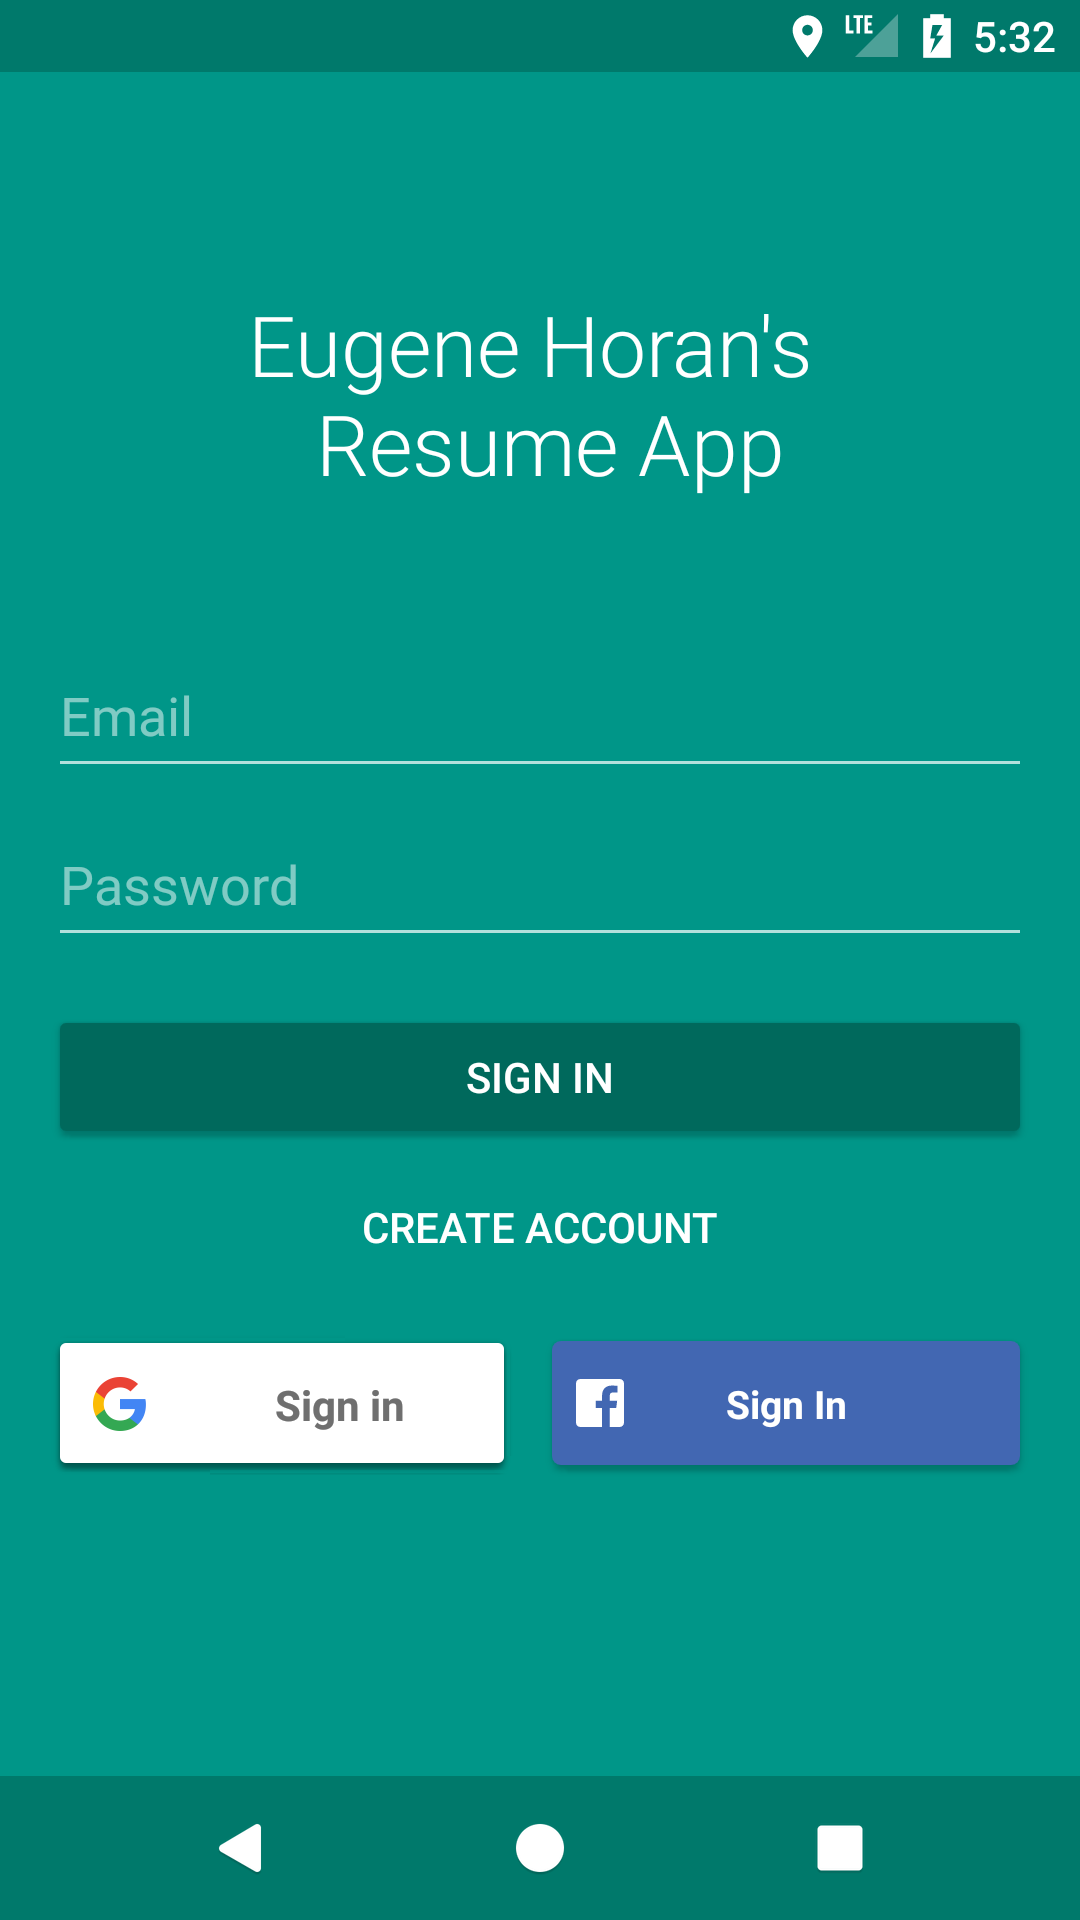 LTE 5:32
Eugene Horan's
Resume App
Email
Password
SIGN IN
CREATE ACCOUNT
Sign in
Sign In